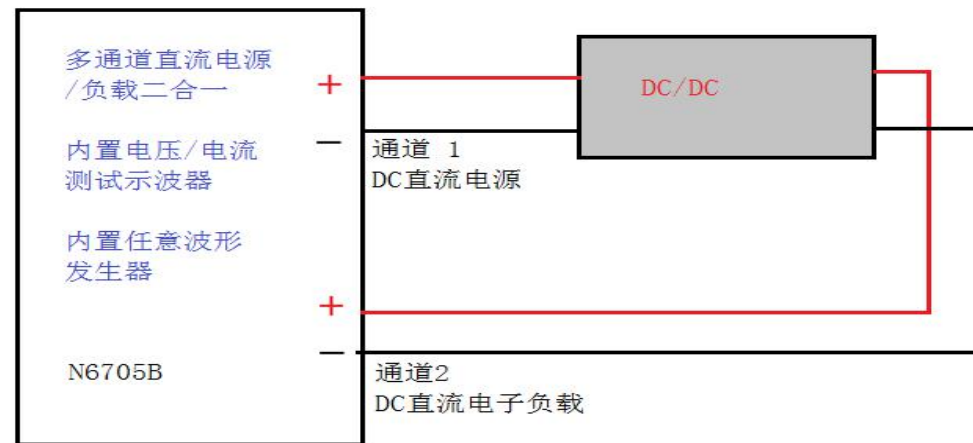 多通道直流电源
/负载二合一
+
DC/DC
内置电压/电流
测试示波器
—
通道 1
DC直流电源
内置任意波形
发生器
+
—
N6705B
通道2
DC直流电子负载